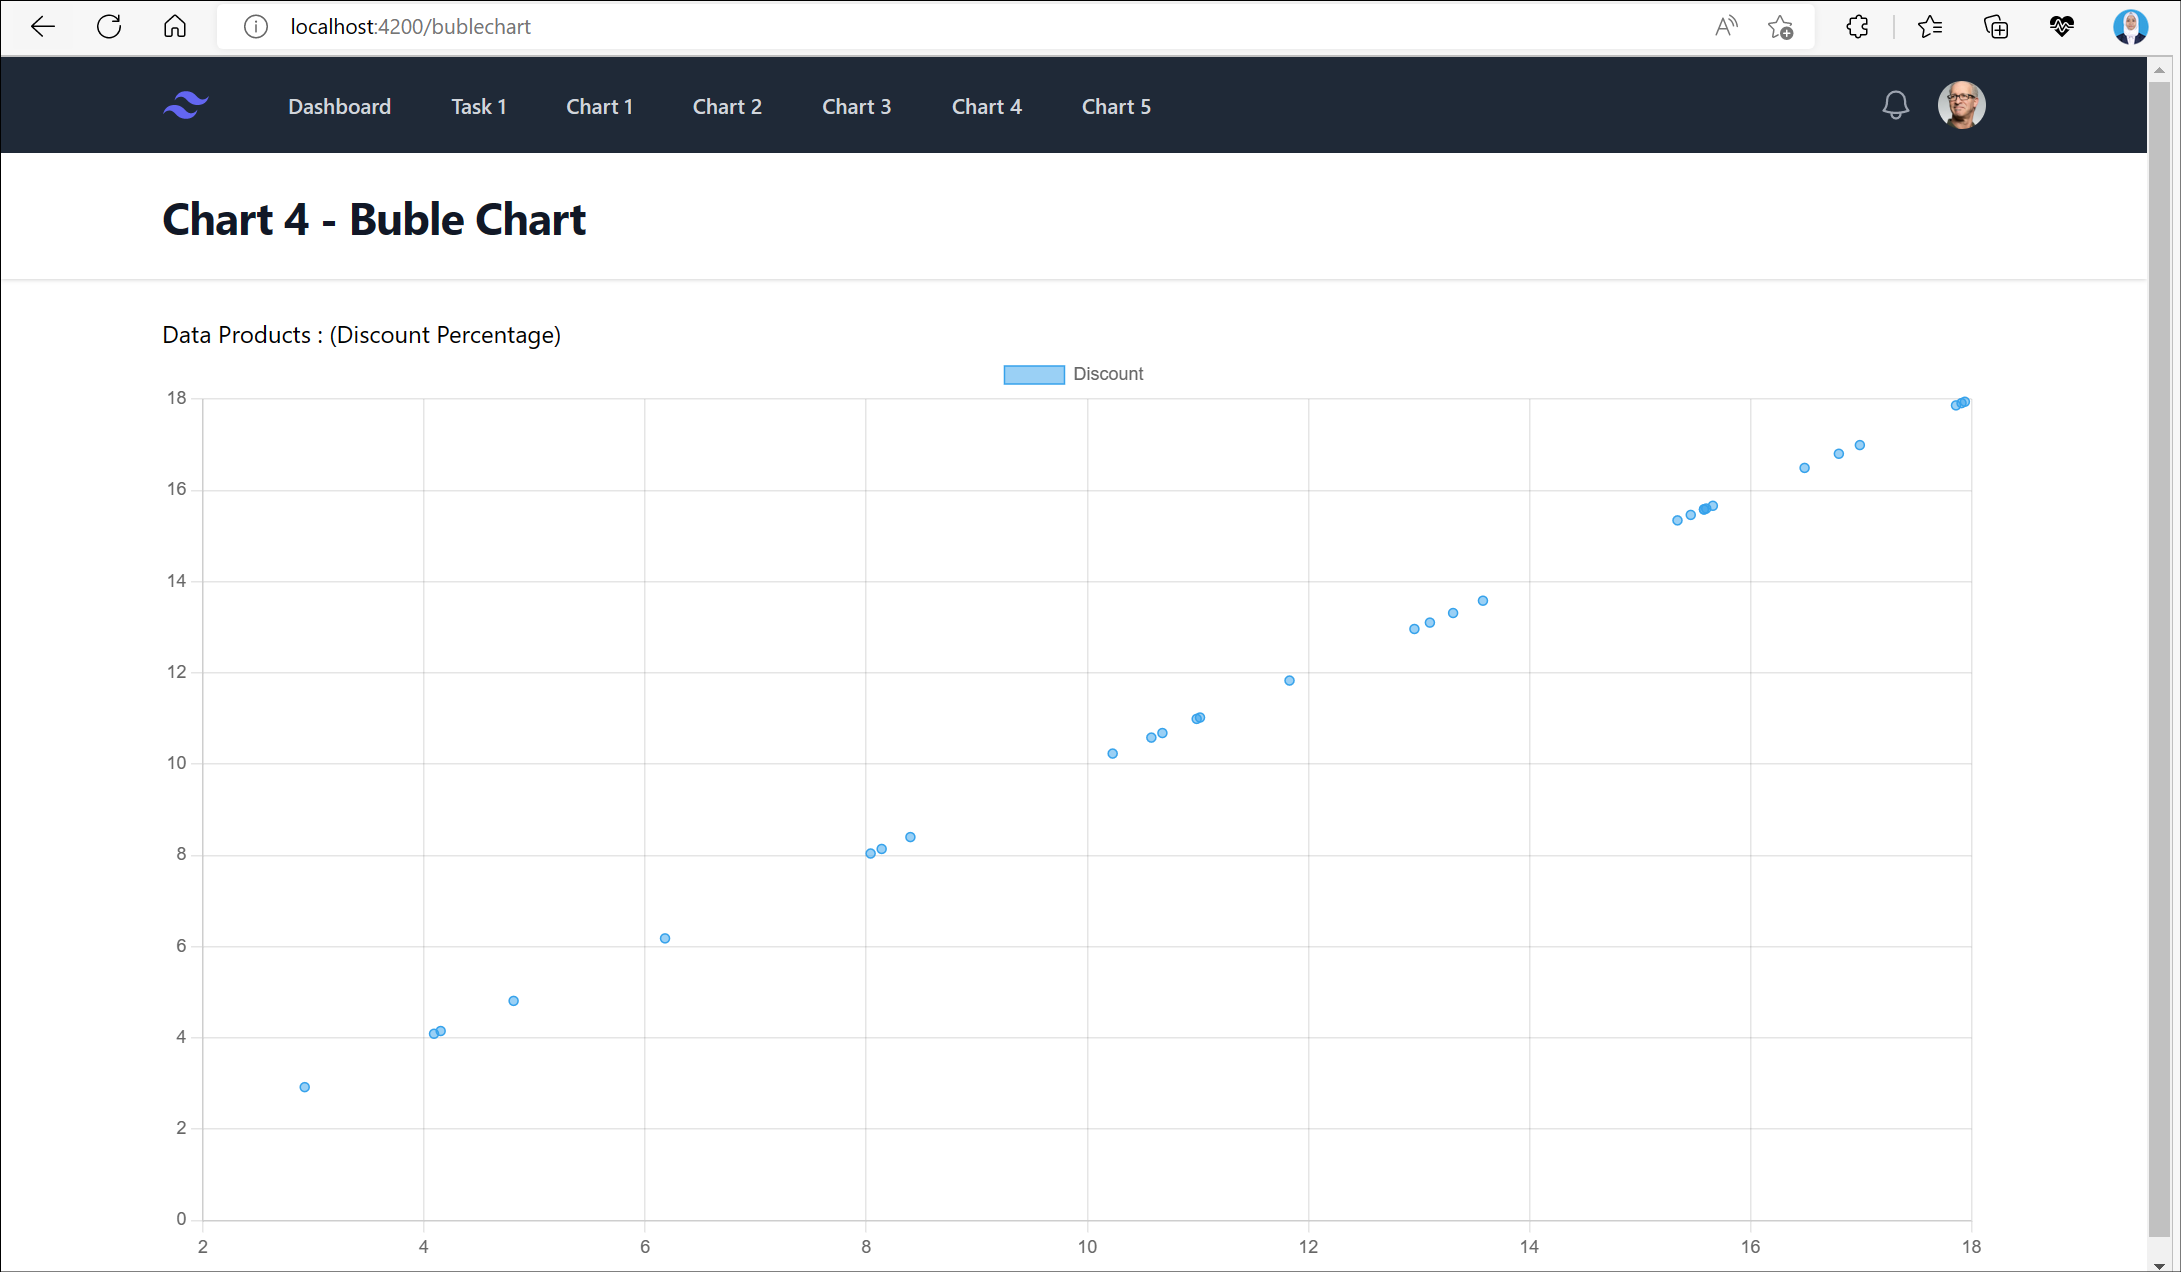 localhost:4200/bublechart
Dashboard Task 1 Chart 1 Chart 2 Chart 3 Chart 4 Chart 5
Chart 4 - Buble Chart
Data Products : (Discount Percentage)
Discount
18
16
14
12
10
8
6
4
2
0
2 4 6 8 10 12 14 16 18